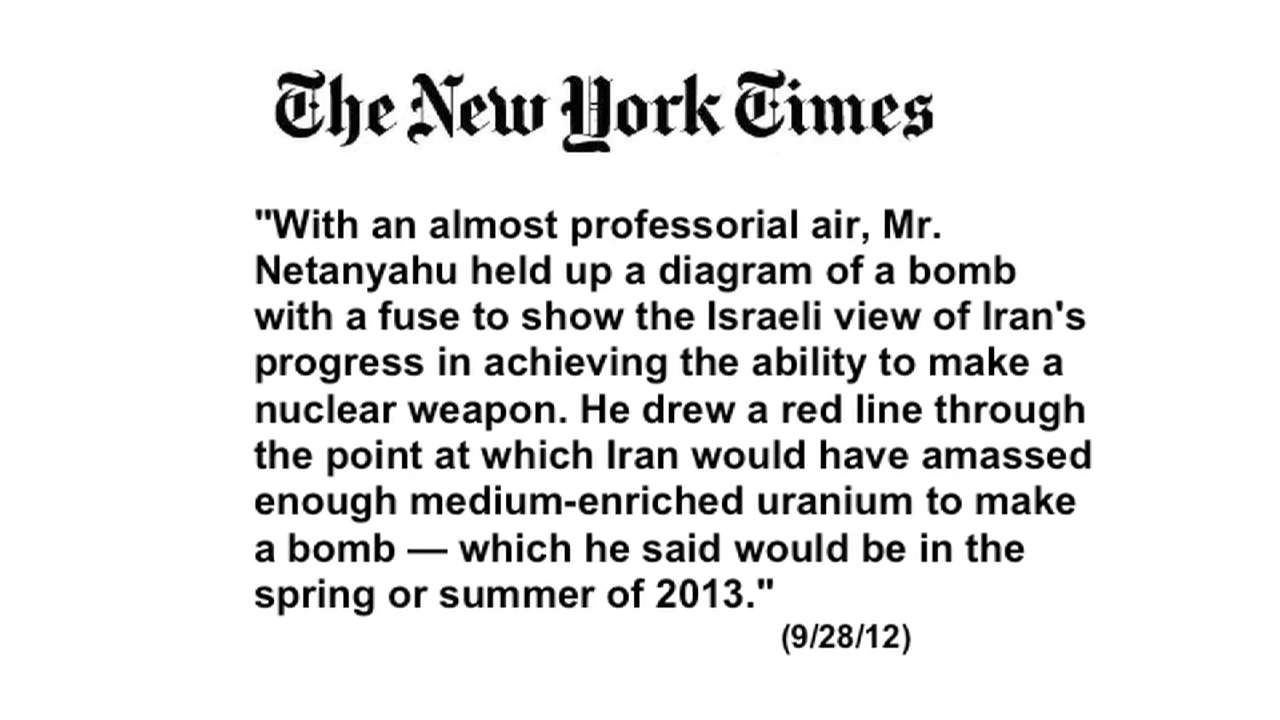 The New York Times
"With an almost professorial air, Mr.
Netanyahu held up a diagram of a bomb
with a fuse to show the Israeli view of Iran's
progress in achieving the ability to make a
nuclear weapon. He drew a red line through
the point at which Iran would have amassed
enough medium-enriched uranium to make
a bomb — which he said would be in the
spring or summer of 2013."
(9/28/12)